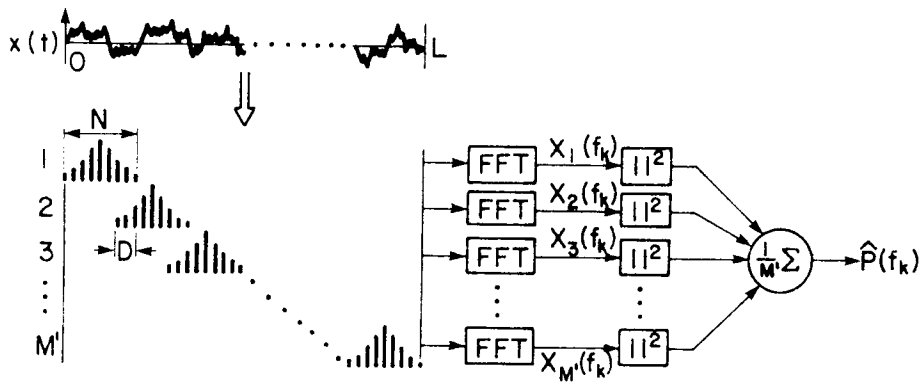 x(t) 0 L
N
1
2
D
3
M'
FFT X₁(fₖ) ||²
FFT X₂(fₖ) ||²
FFT X₃(fₖ) ||²
FFT X_M'(fₖ) ||²
1/M' Σ P̂(fₖ)